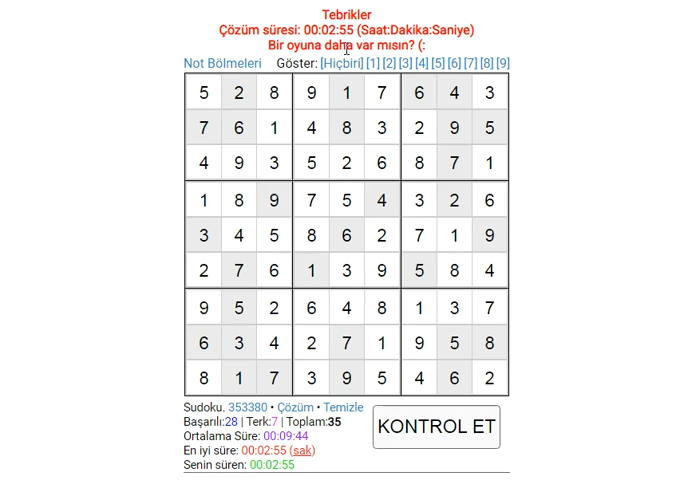 Tebrikler
Çözüm süresi: 00:02:55 (Saat:Dakika:Saniye)
Bir oyuna daha var mısın? (:
Not Bölmeleri Göster: [Hiçbiri] [1] [2] [3] [4] [5] [6] [7] [8] [9]
5 2 8 9 1 7 6 4 3
7 6 1 4 8 3 2 9 5
4 9 3 5 2 6 8 7 1
1 8 9 7 5 4 3 2 6
3 4 5 8 6 2 7 1 9
2 7 6 1 3 9 5 8 4
9 5 2 6 4 8 1 3 7
6 3 4 2 7 1 9 5 8
8 1 7 3 9 5 4 6 2
Sudoku. 353380 • Çözüm • Temizle
Başarılı:28 | Terk:7 | Toplam:35
Ortalama Süre: 00:09:44
En iyi süre: 00:02:55 (sak)
Senin süren: 00:02:55
KONTROL ET